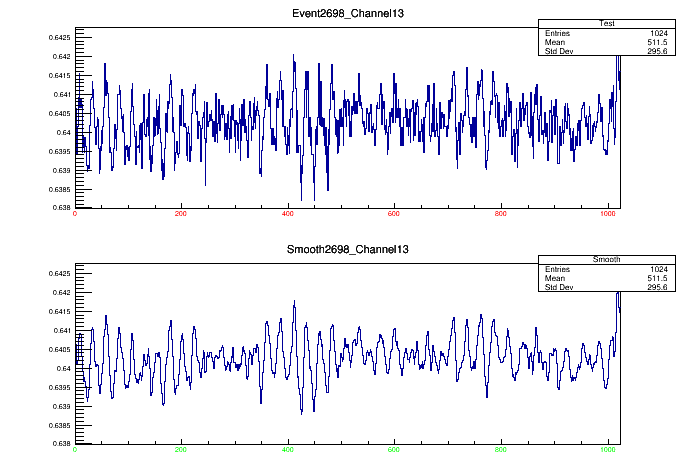 Event2698_Channel13
Test
Entries 1024
Mean 511.5
Std Dev 295.6
0.6425
0.642
0.6415
0.641
0.6405
0.64
0.6395
0.639
0.6385
0.638
0 200 400 600 800 1000
Smooth2698_Channel13
Smooth
Entries 1024
Mean 511.5
Std Dev 295.6
0.6425
0.642
0.6415
0.641
0.6405
0.64
0.6395
0.639
0.6385
0.638
0 200 400 600 800 1000